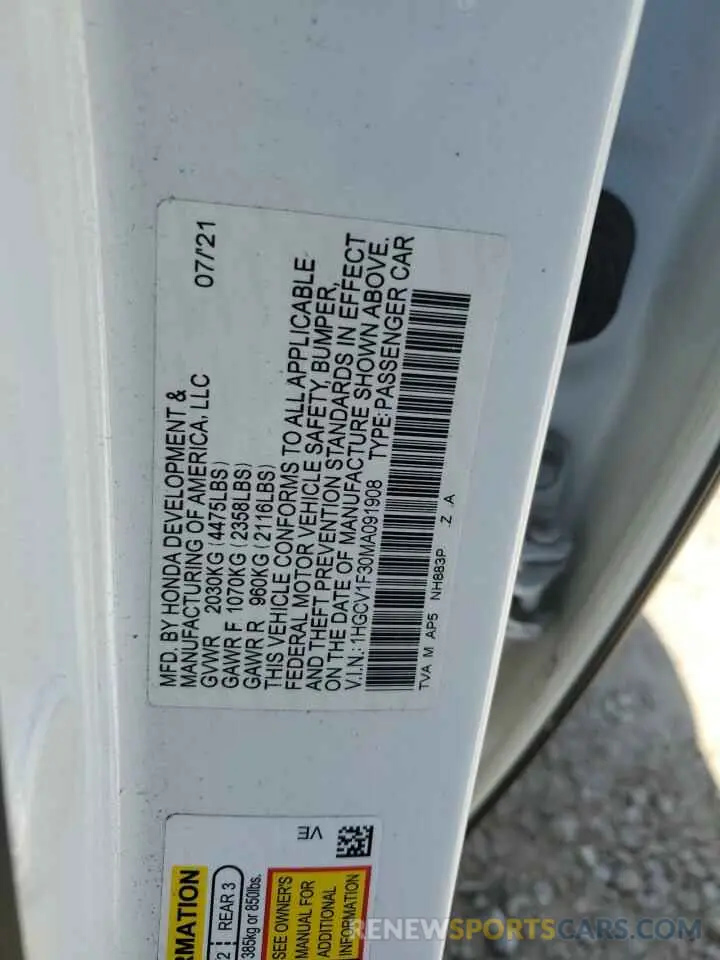 MFD. BY HONDA DEVELOPMENT &
MANUFACTURING OF AMERICA, LLC 07/'21
GVWR 2030KG (4475LBS)
GAWR F 1070KG (2358LBS)
GAWR R 960KG (2116LBS)
THIS VEHICLE CONFORMS TO ALL APPLICABLE
FEDERAL MOTOR VEHICLE SAFETY, BUMPER,
AND THEFT PREVENTION STANDARDS IN EFFECT
ON THE DATE OF MANUFACTURE SHOWN ABOVE.
V.I.N.: 1HGCV1F30MA091908 TYPE: PASSENGER CAR
TVA M AP5 NH883P .Z .A
RMATION
2 REAR 3
385kg or 850lbs.
SEE OWNER'S
MANUAL FOR
ADDITIONAL
INFORMATION
VE
RENEWSPORTSCARS.COM